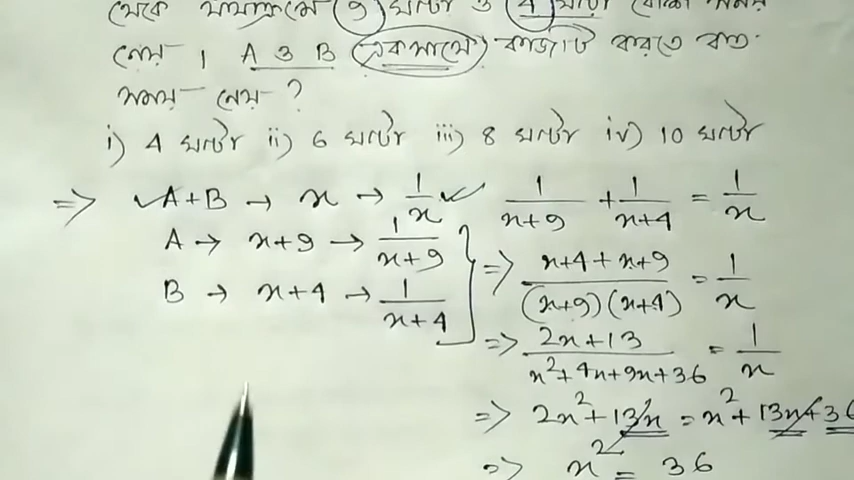 থেকে যথাক্রমে 9 ঘন্টা ও 4 ঘন্টা বেশী সময়
নেয় । A ও B একসাথে কাজটি করতে কত
সময় নেয় ?
i) 4 ঘন্টা ii) 6 ঘন্টা iii) 8 ঘন্টা iv) 10 ঘন্টা
=> ✓A+B → x → 1/x ✓
A → x+9 → 1/(x+9)
B → x+4 → 1/(x+4)
1/(x+9) + 1/(x+4) = 1/x
=> (x+4+x+9)/((x+9)(x+4)) = 1/x
=> (2x+13)/(x²+4x+9x+36) = 1/x
=> 2x²+13x = x²+13x+36
=> x² = 36